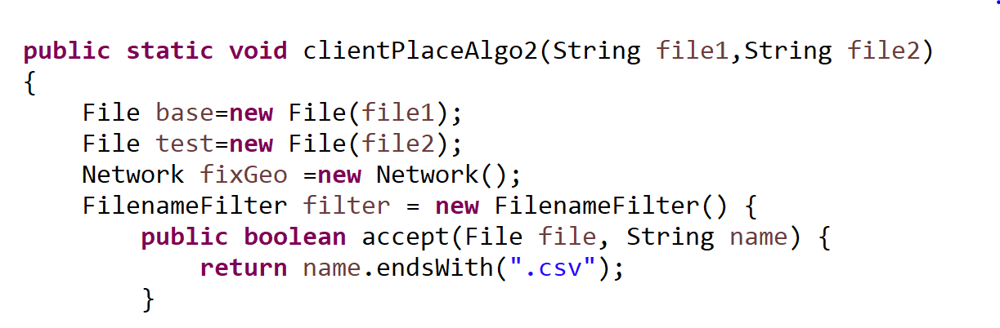 public static void clientPlaceAlgo2(String file1,String file2)
{
    File base=new File(file1);
    File test=new File(file2);
    Network fixGeo =new Network();
    FilenameFilter filter = new FilenameFilter() {
        public boolean accept(File file, String name) {
            return name.endsWith(".csv");
        }